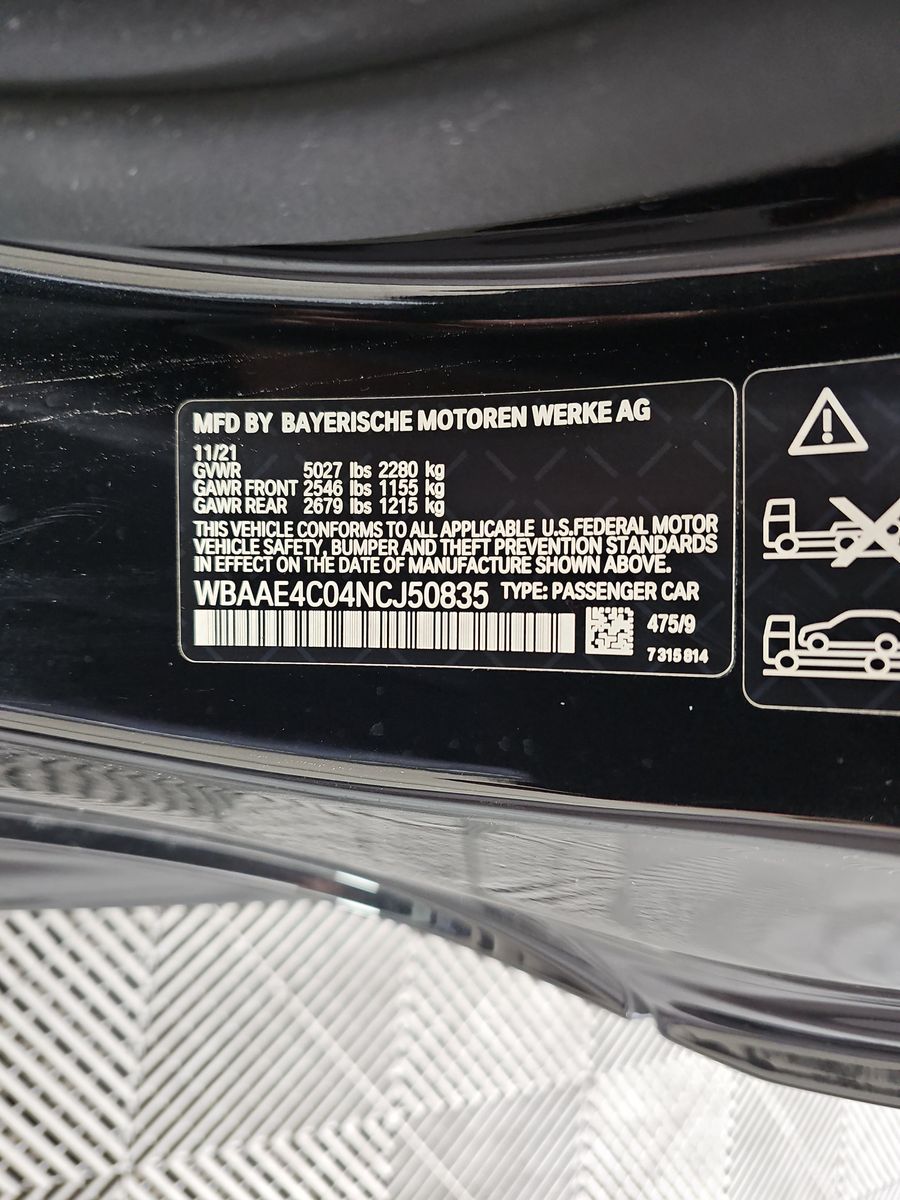 MFD BY BAYERISCHE MOTOREN WERKE AG
11/21
GVWR 5027 lbs 2280 kg
GAWR FRONT 2546 lbs 1155 kg
GAWR REAR 2679 lbs 1215 kg
THIS VEHICLE CONFORMS TO ALL APPLICABLE U.S.FEDERAL MOTOR
VEHICLE SAFETY, BUMPER AND THEFT PREVENTION STANDARDS
IN EFFECT ON THE DATE OF MANUFACTURE SHOWN ABOVE.
WBAAE4C04NCJ50835 TYPE: PASSENGER CAR
475/9
7 315 814